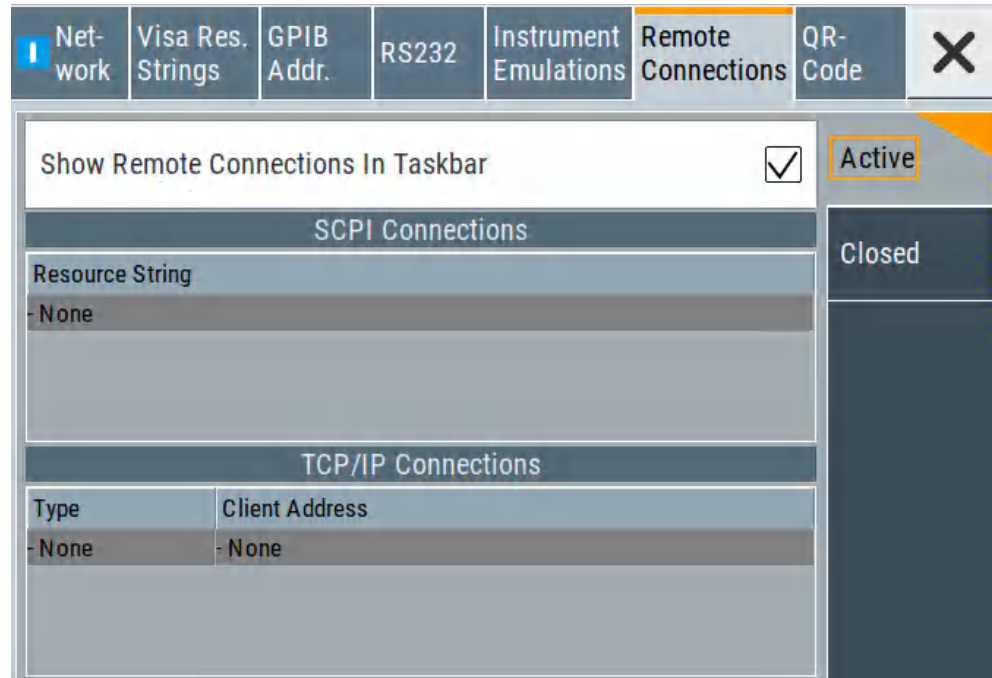 Net-
work
Visa Res.
Strings
GPIB
Addr.
RS232
Instrument
Emulations
Remote
Connections
QR-
Code
Show Remote Connections In Taskbar
Active
Closed
SCPI Connections
Resource String
- None
TCP/IP Connections
Type Client Address
- None - None